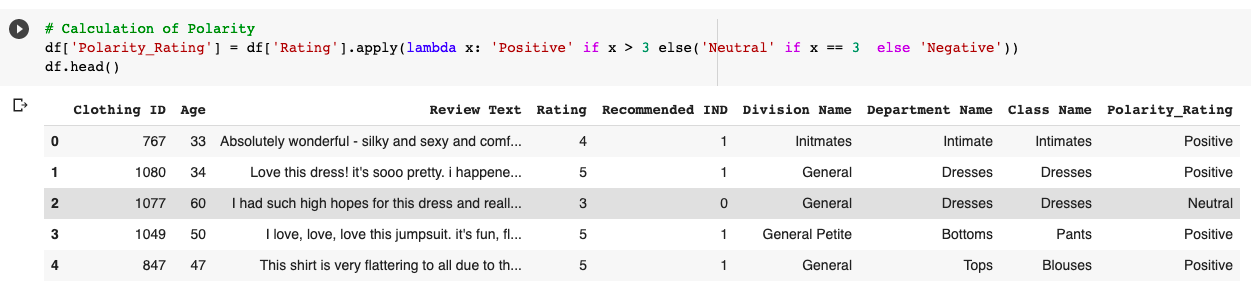 # Calculation of Polarity
df['Polarity_Rating'] = df['Rating'].apply(lambda x: 'Positive' if x > 3 else('Neutral' if x == 3  else 'Negative'))
df.head()
Clothing ID Age Review Text Rating Recommended IND Division Name Department Name Class Name Polarity_Rating
0 767 33 Absolutely wonderful - silky and sexy and comf... 4 1 Initmates Intimate Intimates Positive
1 1080 34 Love this dress! it's sooo pretty. i happene... 5 1 General Dresses Dresses Positive
2 1077 60 I had such high hopes for this dress and reall... 3 0 General Dresses Dresses Neutral
3 1049 50 I love, love, love this jumpsuit. it's fun, fl... 5 1 General Petite Bottoms Pants Positive
4 847 47 This shirt is very flattering to all due to th... 5 1 General Tops Blouses Positive